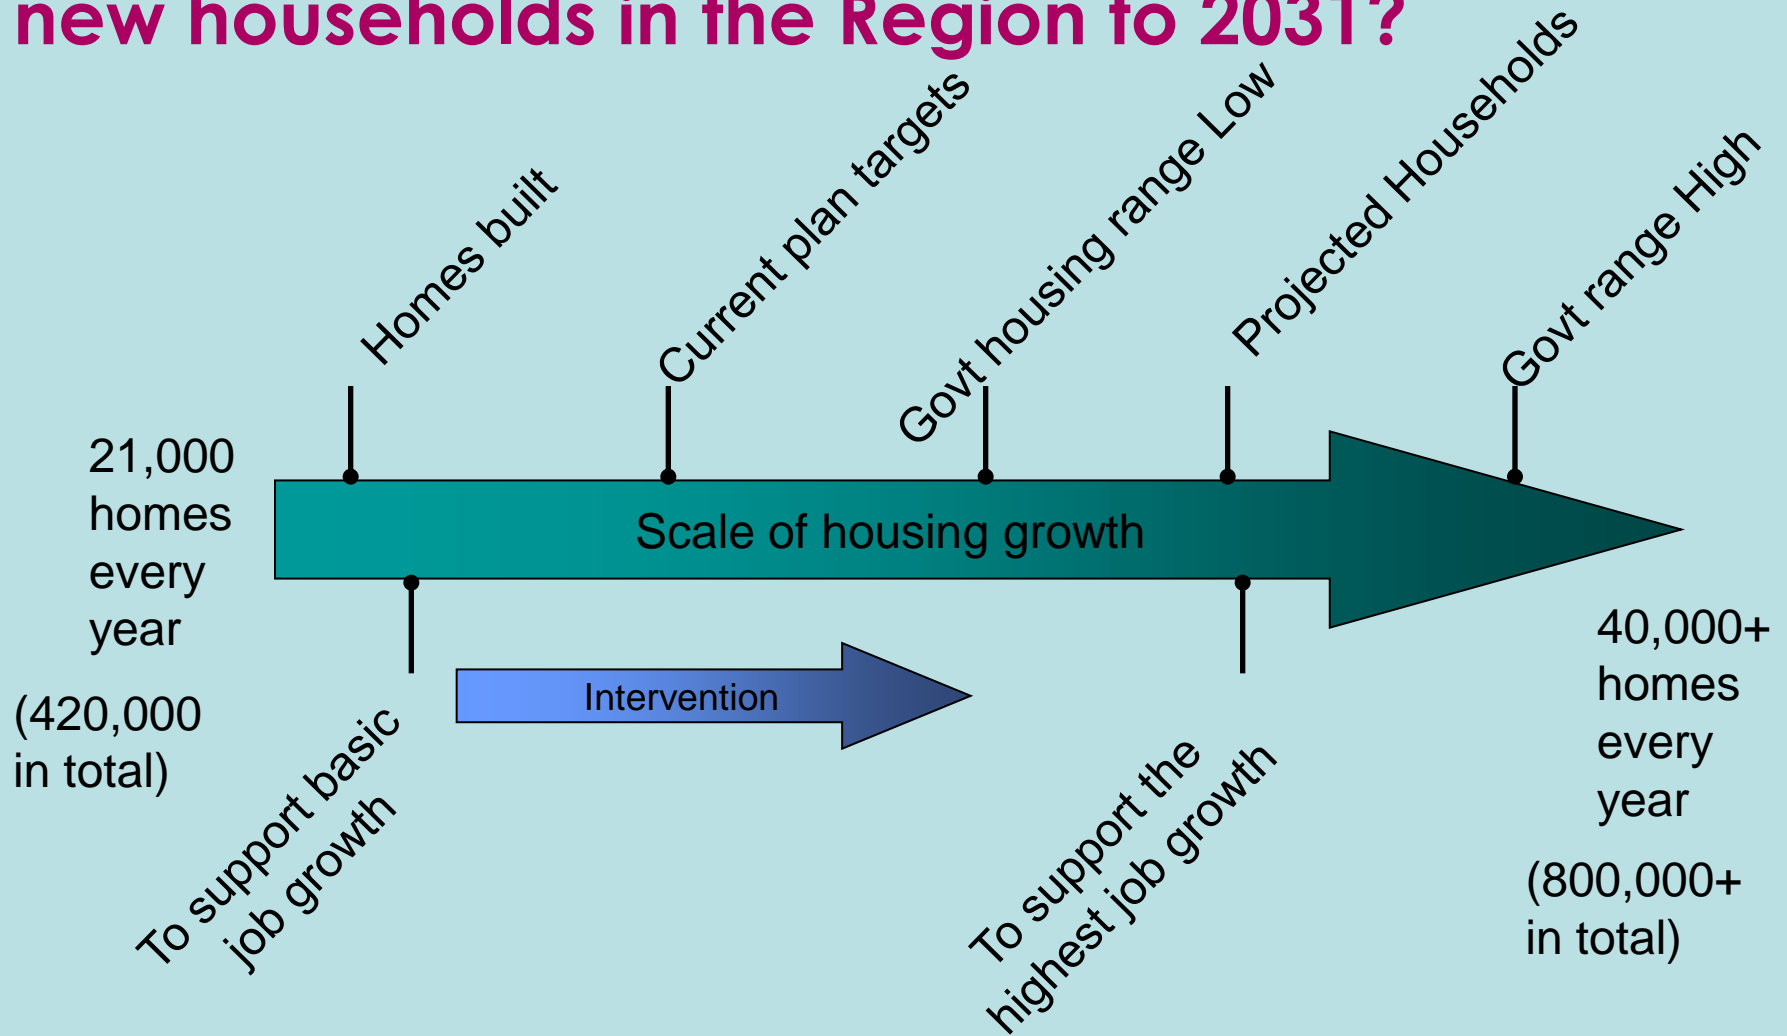 new households in the Region to 2031?
Homes built
Current plan targets
Govt housing range Low
Projected Households
Govt range High
21,000
homes
every
year
(420,000
in total)
Scale of housing growth
Intervention
To support basic
job growth
To support the
highest job growth
40,000+
homes
every
year
(800,000+
in total)